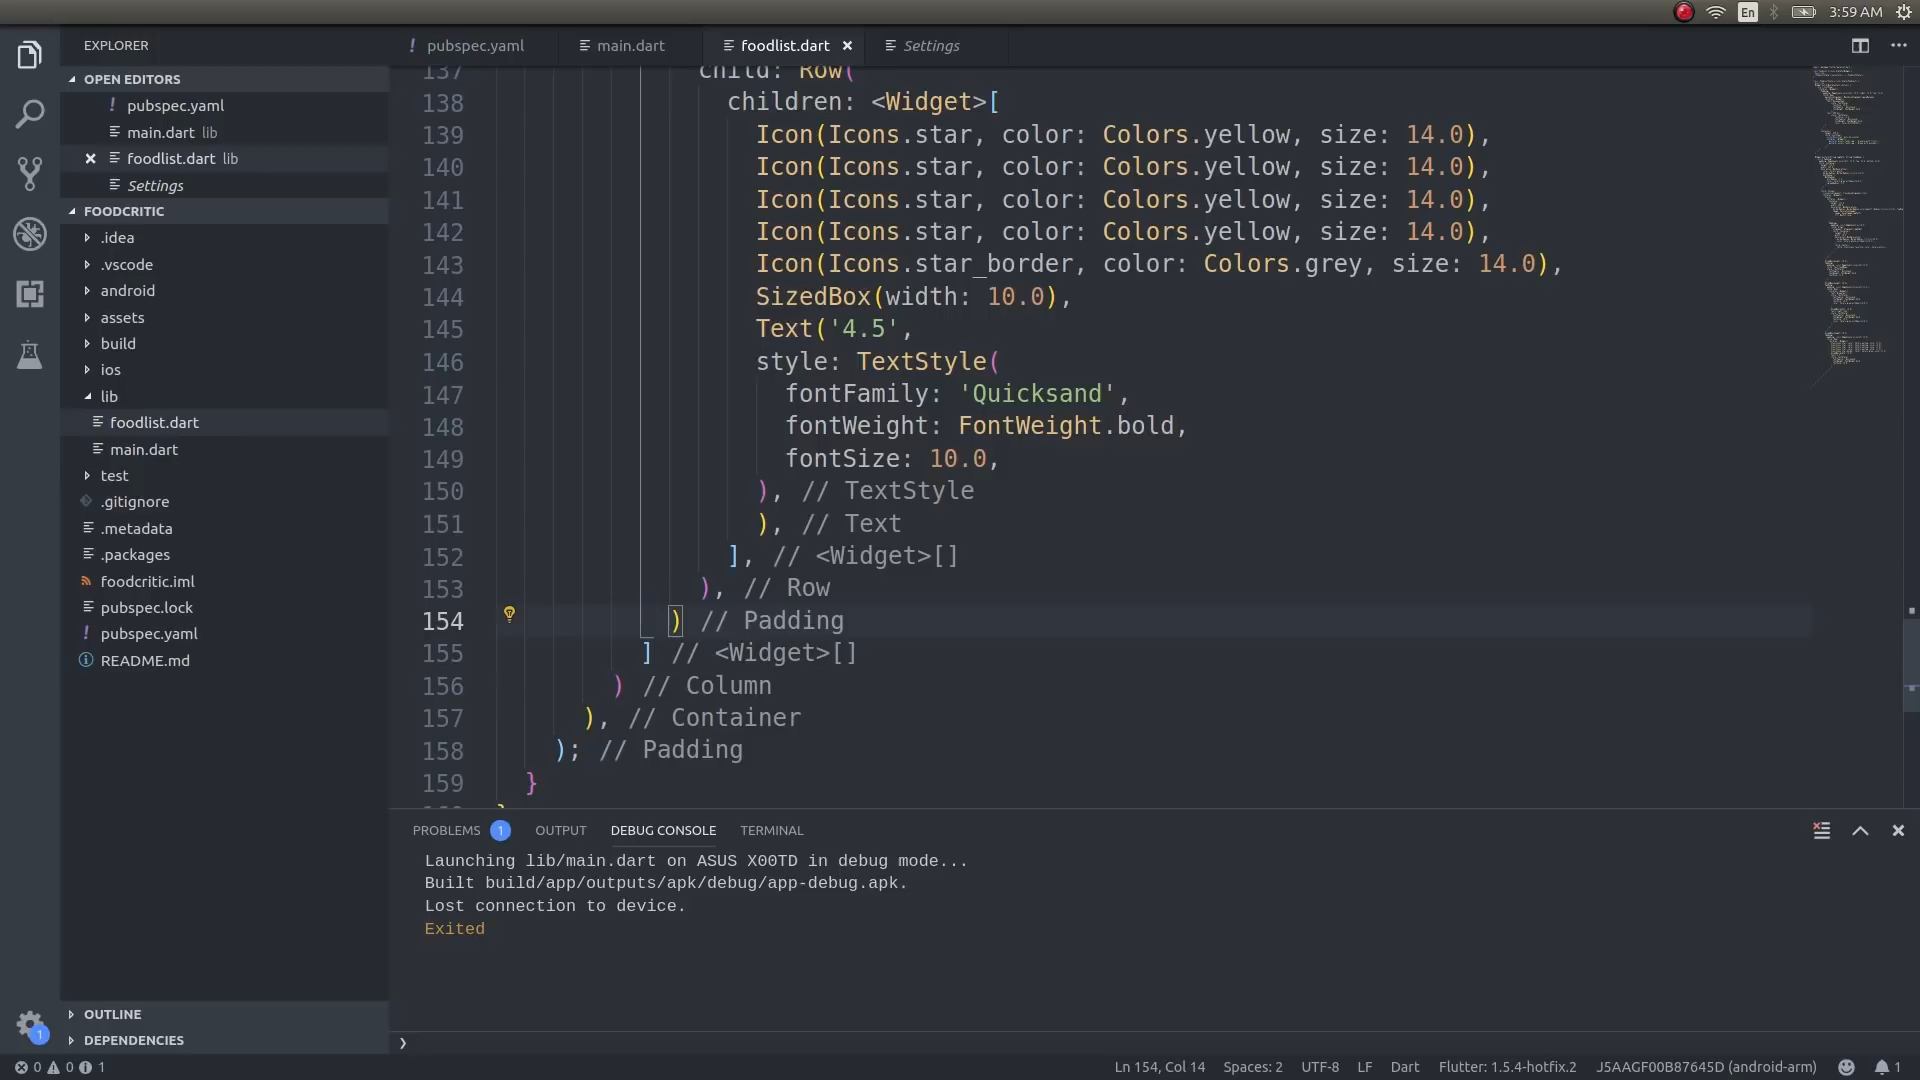 En
3:59 AM
EXPLORER
OPEN EDITORS
! pubspec.yaml
main.dart lib
foodlist.dart lib
Settings
FOODCRITIC
.idea
.vscode
android
assets
build
ios
lib
foodlist.dart
main.dart
test
.gitignore
.metadata
.packages
foodcritic.iml
pubspec.lock
! pubspec.yaml
README.md
OUTLINE
DEPENDENCIES
1
! pubspec.yaml
main.dart
foodlist.dart
Settings
137 child: Row(
138 children: <Widget>[
139 Icon(Icons.star, color: Colors.yellow, size: 14.0),
140 Icon(Icons.star, color: Colors.yellow, size: 14.0),
141 Icon(Icons.star, color: Colors.yellow, size: 14.0),
142 Icon(Icons.star, color: Colors.yellow, size: 14.0),
143 Icon(Icons.star_border, color: Colors.grey, size: 14.0),
144 SizedBox(width: 10.0),
145 Text('4.5',
146 style: TextStyle(
147 fontFamily: 'Quicksand',
148 fontWeight: FontWeight.bold,
149 fontSize: 10.0,
150 ), // TextStyle
151 ), // Text
152 ], // <Widget>[]
153 ), // Row
154 ) // Padding
155 ] // <Widget>[]
156 ) // Column
157 ), // Container
158 ); // Padding
159 }
PROBLEMS 1 OUTPUT DEBUG CONSOLE TERMINAL
Launching lib/main.dart on ASUS X00TD in debug mode...
Built build/app/outputs/apk/debug/app-debug.apk.
Lost connection to device.
Exited
0 0 1
Ln 154, Col 14 Spaces: 2 UTF-8 LF Dart Flutter: 1.5.4-hotfix.2 J5AAGF00B87645D (android-arm) 1